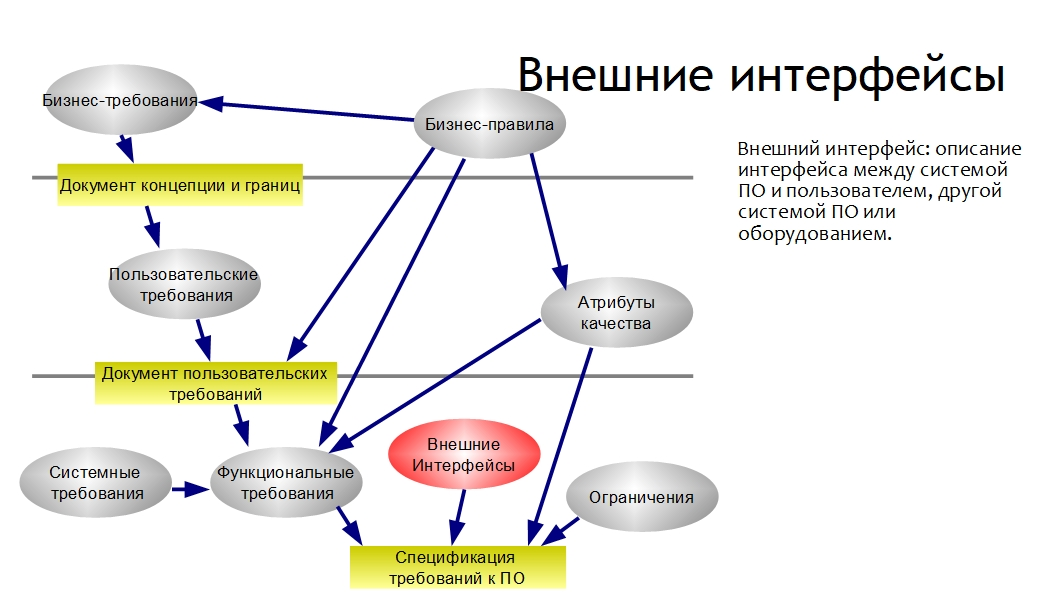 Внешние интерфейсы
Бизнес-требования
Бизнес-правила
Внешний интерфейс: описание
интерфейса между системой
ПО и пользователем, другой
системой ПО или
оборудованием.
Документ концепции и границ
Пользовательские
требования
Атрибуты
качества
Документ пользовательских
требований
Внешние
Интерфейсы
Системные
требования
Функциональные
требования
Ограничения
Спецификация
требований к ПО